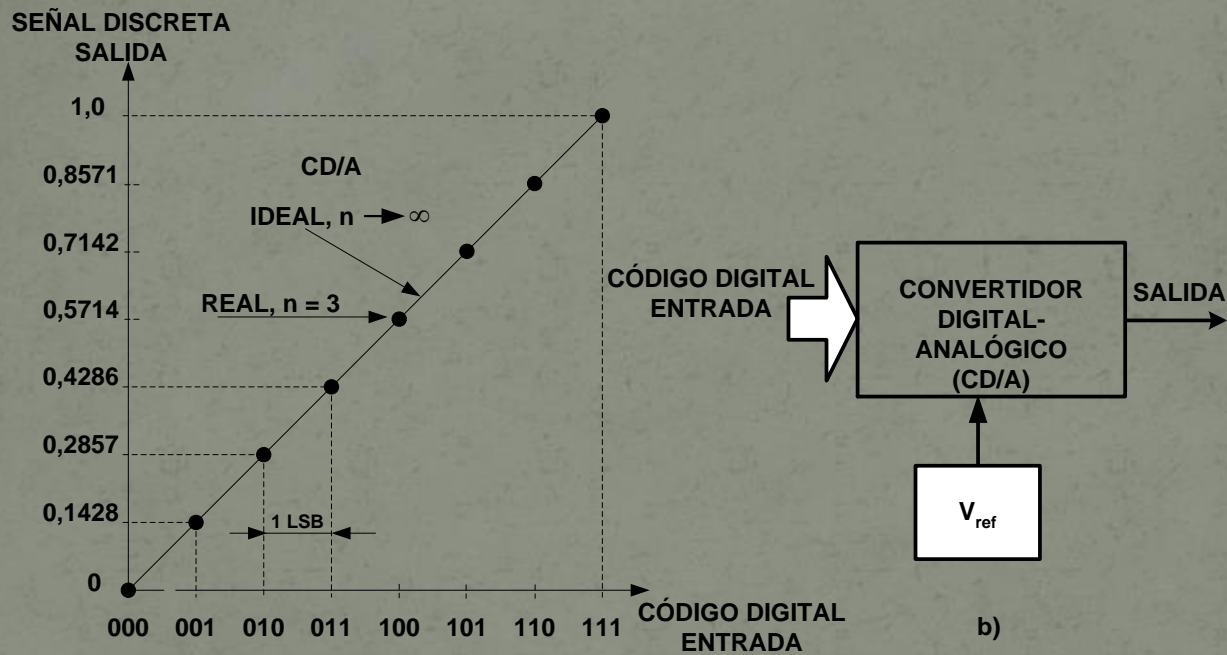 SEÑAL DISCRETA
SALIDA
1,0
0,8571
0,7142
0,5714
0,4286
0,2857
0,1428
0
CD/A
IDEAL, n → ∞
REAL, n = 3
1 LSB
000 001 010 011 100 101 110 111
CÓDIGO DIGITAL
ENTRADA
CÓDIGO DIGITAL
ENTRADA
CONVERTIDOR
DIGITAL-
ANALÓGICO
(CD/A)
SALIDA
V_ref
b)